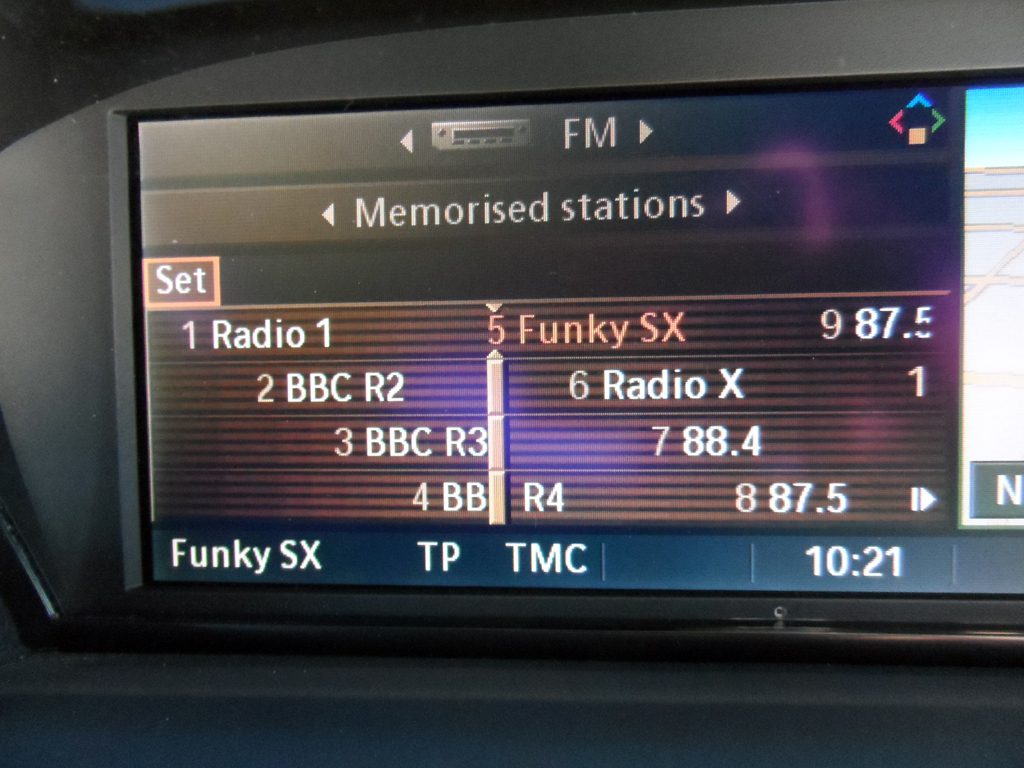 FM
Memorised stations
Set
1 Radio 1 5 Funky SX 9 87.5
2 BBC R2 6 Radio X 1
3 BBC R3 7 88.4
4 BB R4 8 87.5
Funky SX TP TMC 10:21
N